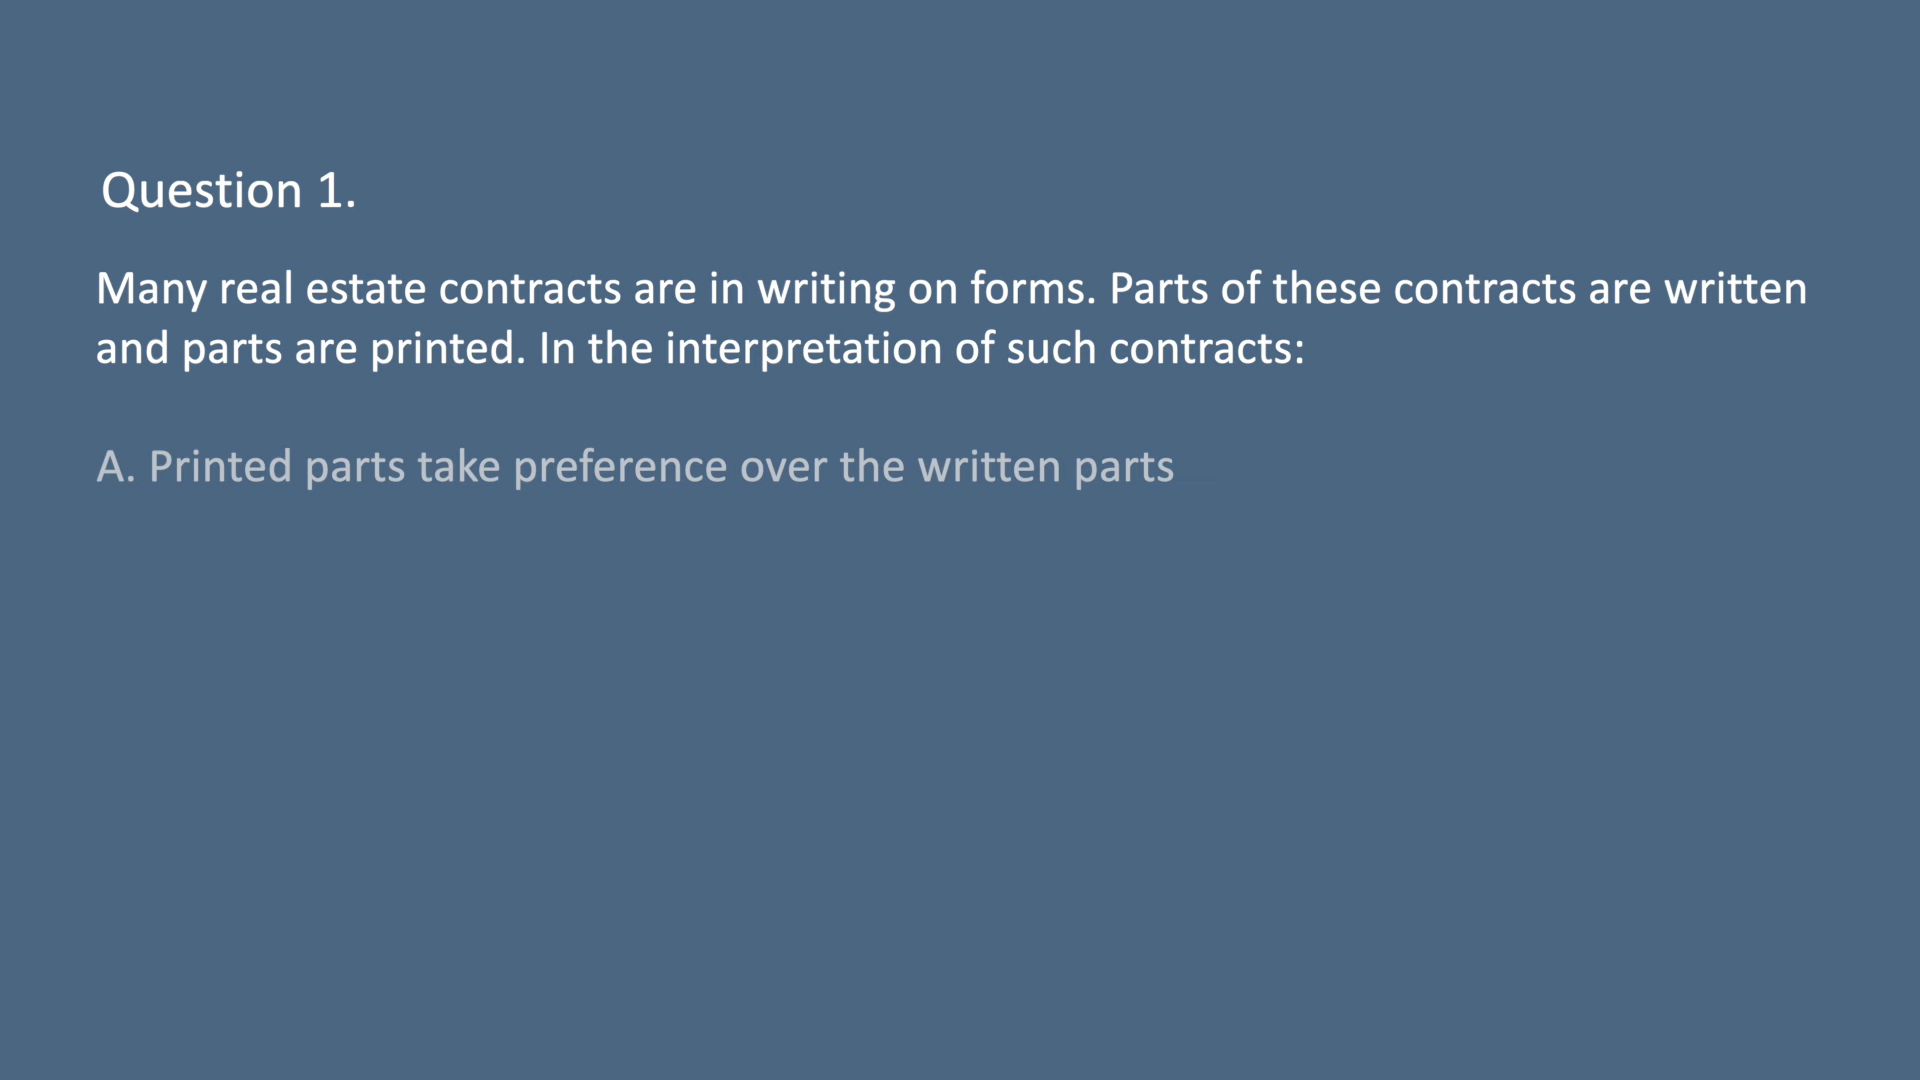 Question 1.
Many real estate contracts are in writing on forms. Parts of these contracts are written
and parts are printed. In the interpretation of such contracts:
A. Printed parts take preference over the written parts